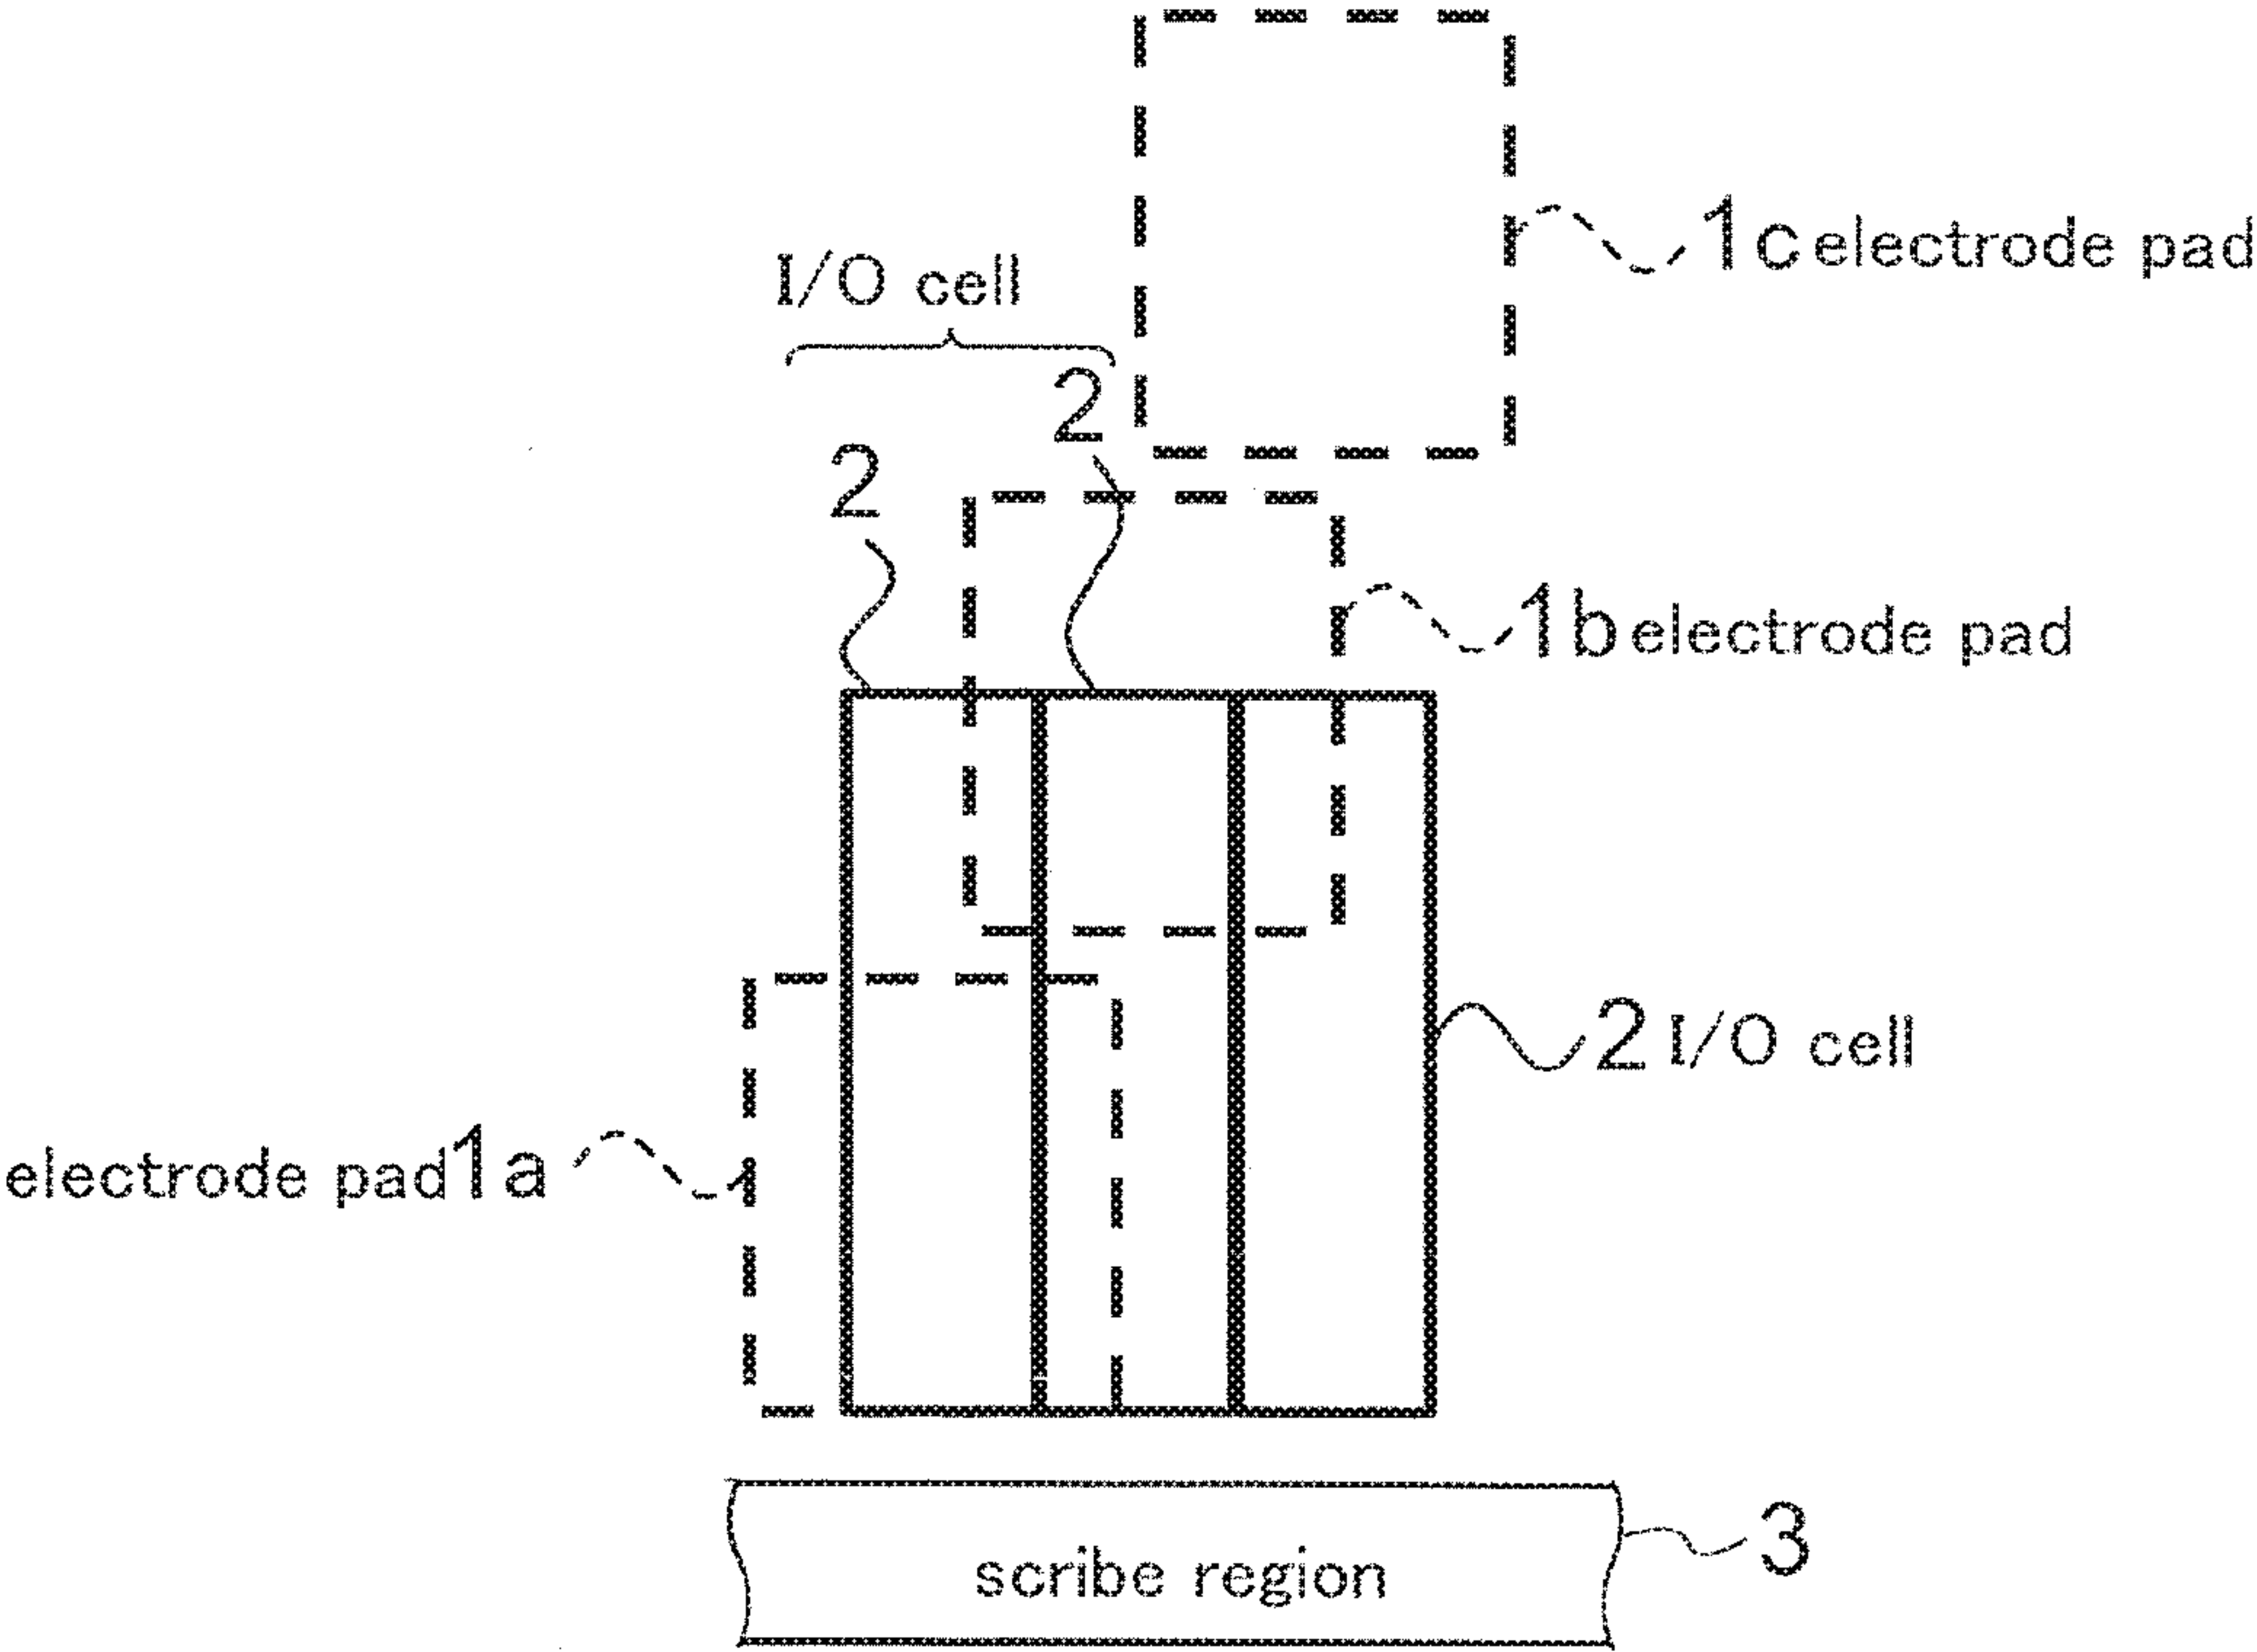 1c electrode pad
I/O cell
2
2
1b electrode pad
2 I/O cell
electrode pad 1a
scribe region
3